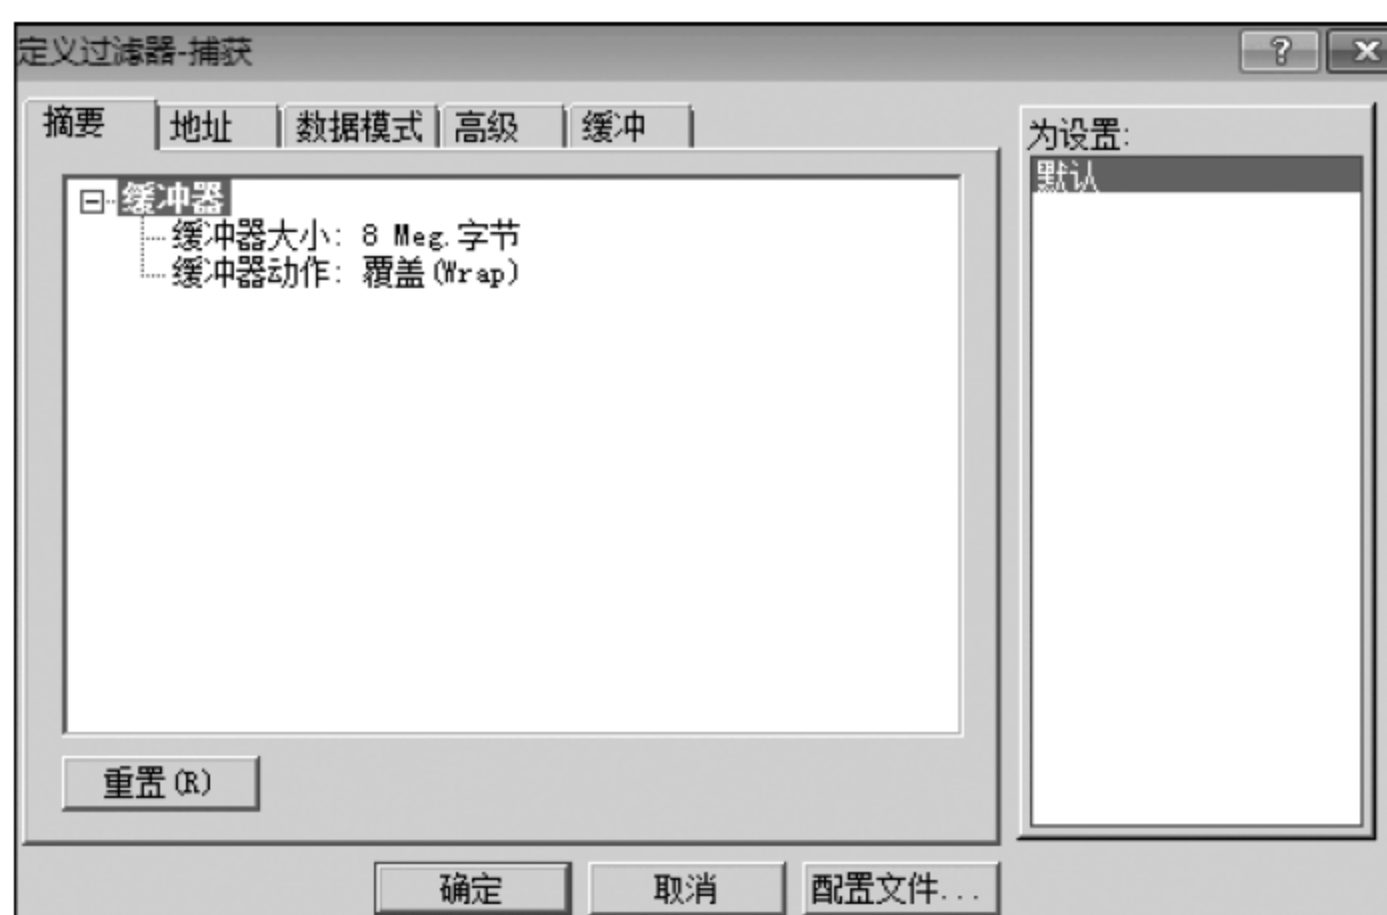 定义过滤器-捕获
摘要 地址 数据模式 高级 缓冲
为设置:
默认
缓冲器
缓冲器大小: 8 Meg.字节
缓冲器动作: 覆盖(Wrap)
重置(R)
确定 取消 配置文件...